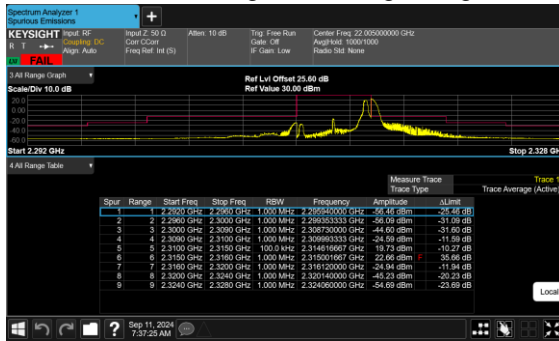 Spectrum Analyzer 1
Spurious Emissions
KEYSIGHT Input: RF
R T Coupling: DC
Align: Auto
Input Z: 50 Ω
Corr CCorr
Freq Ref: Int (S)
Atten: 10 dB
Trig: Free Run
Gate: Off
IF Gain: Low
Center Freq: 22.005000000 GHz
Avg|Hold: 1000/1000
Radio Std: None
LU FAIL
3 All Range Graph
Scale/Div 10.0 dB
Ref Lvl Offset 25.60 dB
Ref Value 30.00 dBm
20.0
0.00
-20.0
-40.0
-60.0
Start 2.292 GHz
Stop 2.328 GH
4 All Range Table
Measure Trace Trace 1
Trace Type Trace Average (Active)
Spur Range Start Freq Stop Freq RBW Frequency Amplitude ΔLimit
1 1 2.2920 GHz 2.2960 GHz 1.000 MHz 2.295940000 GHz -56.46 dBm -25.46 dB
2 2 2.2960 GHz 2.3000 GHz 1.000 MHz 2.299353333 GHz -56.09 dBm -31.09 dB
3 3 2.3000 GHz 2.3090 GHz 1.000 MHz 2.308730000 GHz -44.60 dBm -31.60 dB
4 4 2.3090 GHz 2.3100 GHz 1.000 MHz 2.309993333 GHz -24.59 dBm -11.59 dB
5 5 2.3100 GHz 2.3150 GHz 100.0 kHz 2.314616667 GHz 19.73 dBm -10.27 dB
6 6 2.3150 GHz 2.3160 GHz 1.000 MHz 2.315001667 GHz 22.66 dBm F 35.66 dB
7 7 2.3160 GHz 2.3200 GHz 1.000 MHz 2.316120000 GHz -24.94 dBm -11.94 dB
8 8 2.3200 GHz 2.3240 GHz 1.000 MHz 2.320140000 GHz -45.23 dBm -20.23 dB
9 9 2.3240 GHz 2.3280 GHz 1.000 MHz 2.324060000 GHz -54.69 dBm -23.69 dB
Local
? Sep 11, 2024
7:37:25 AM